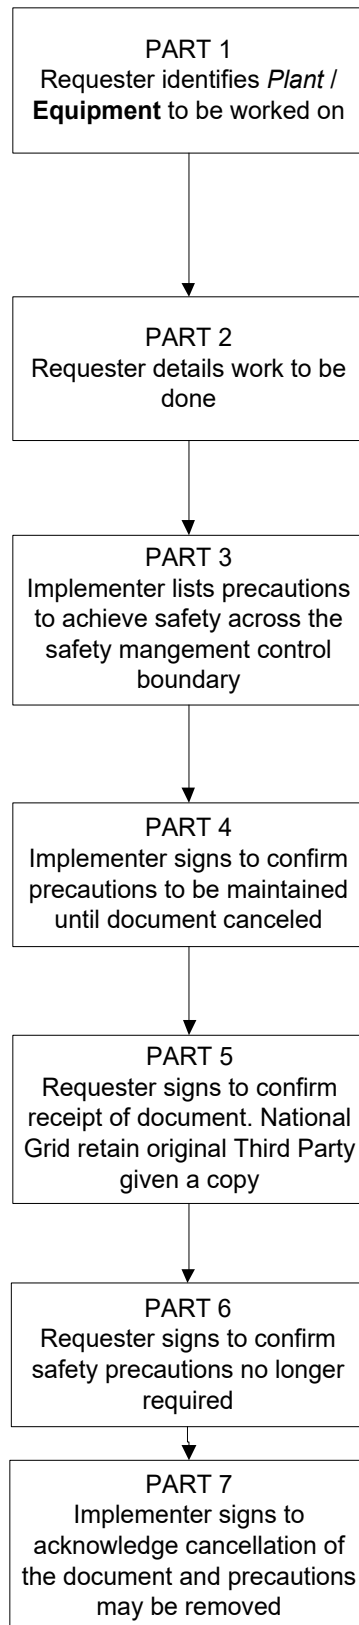 PART 1
Requester identifies Plant /
Equipment to be worked on
PART 2
Requester details work to be
done
PART 3
Implementer lists precautions
to achieve safety across the
safety mangement control
boundary
PART 4
Implementer signs to confirm
precautions to be maintained
until document canceled
PART 5
Requester signs to confirm
receipt of document. National
Grid retain original Third Party
given a copy
PART 6
Requester signs to confirm
safety precautions no longer
required
PART 7
Implementer signs to
acknowledge cancellation of
the document and precautions
may be removed